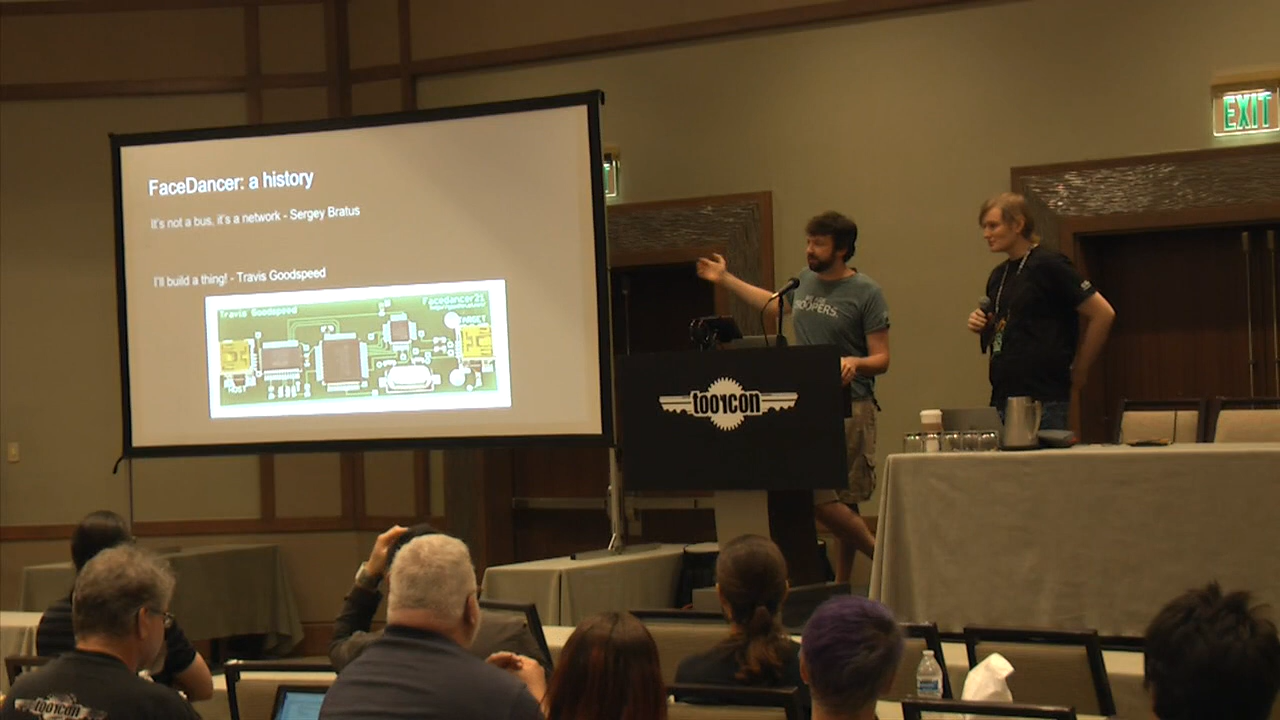 FaceDancer: a history
It's not a bus, it's a network - Sergey Bratus
I'll build a thing! - Travis Goodspeed
Travis Goodspeed
Facedancer21
TARGET
HOST
EXIT
TROOPERS
toorcon
toorcon